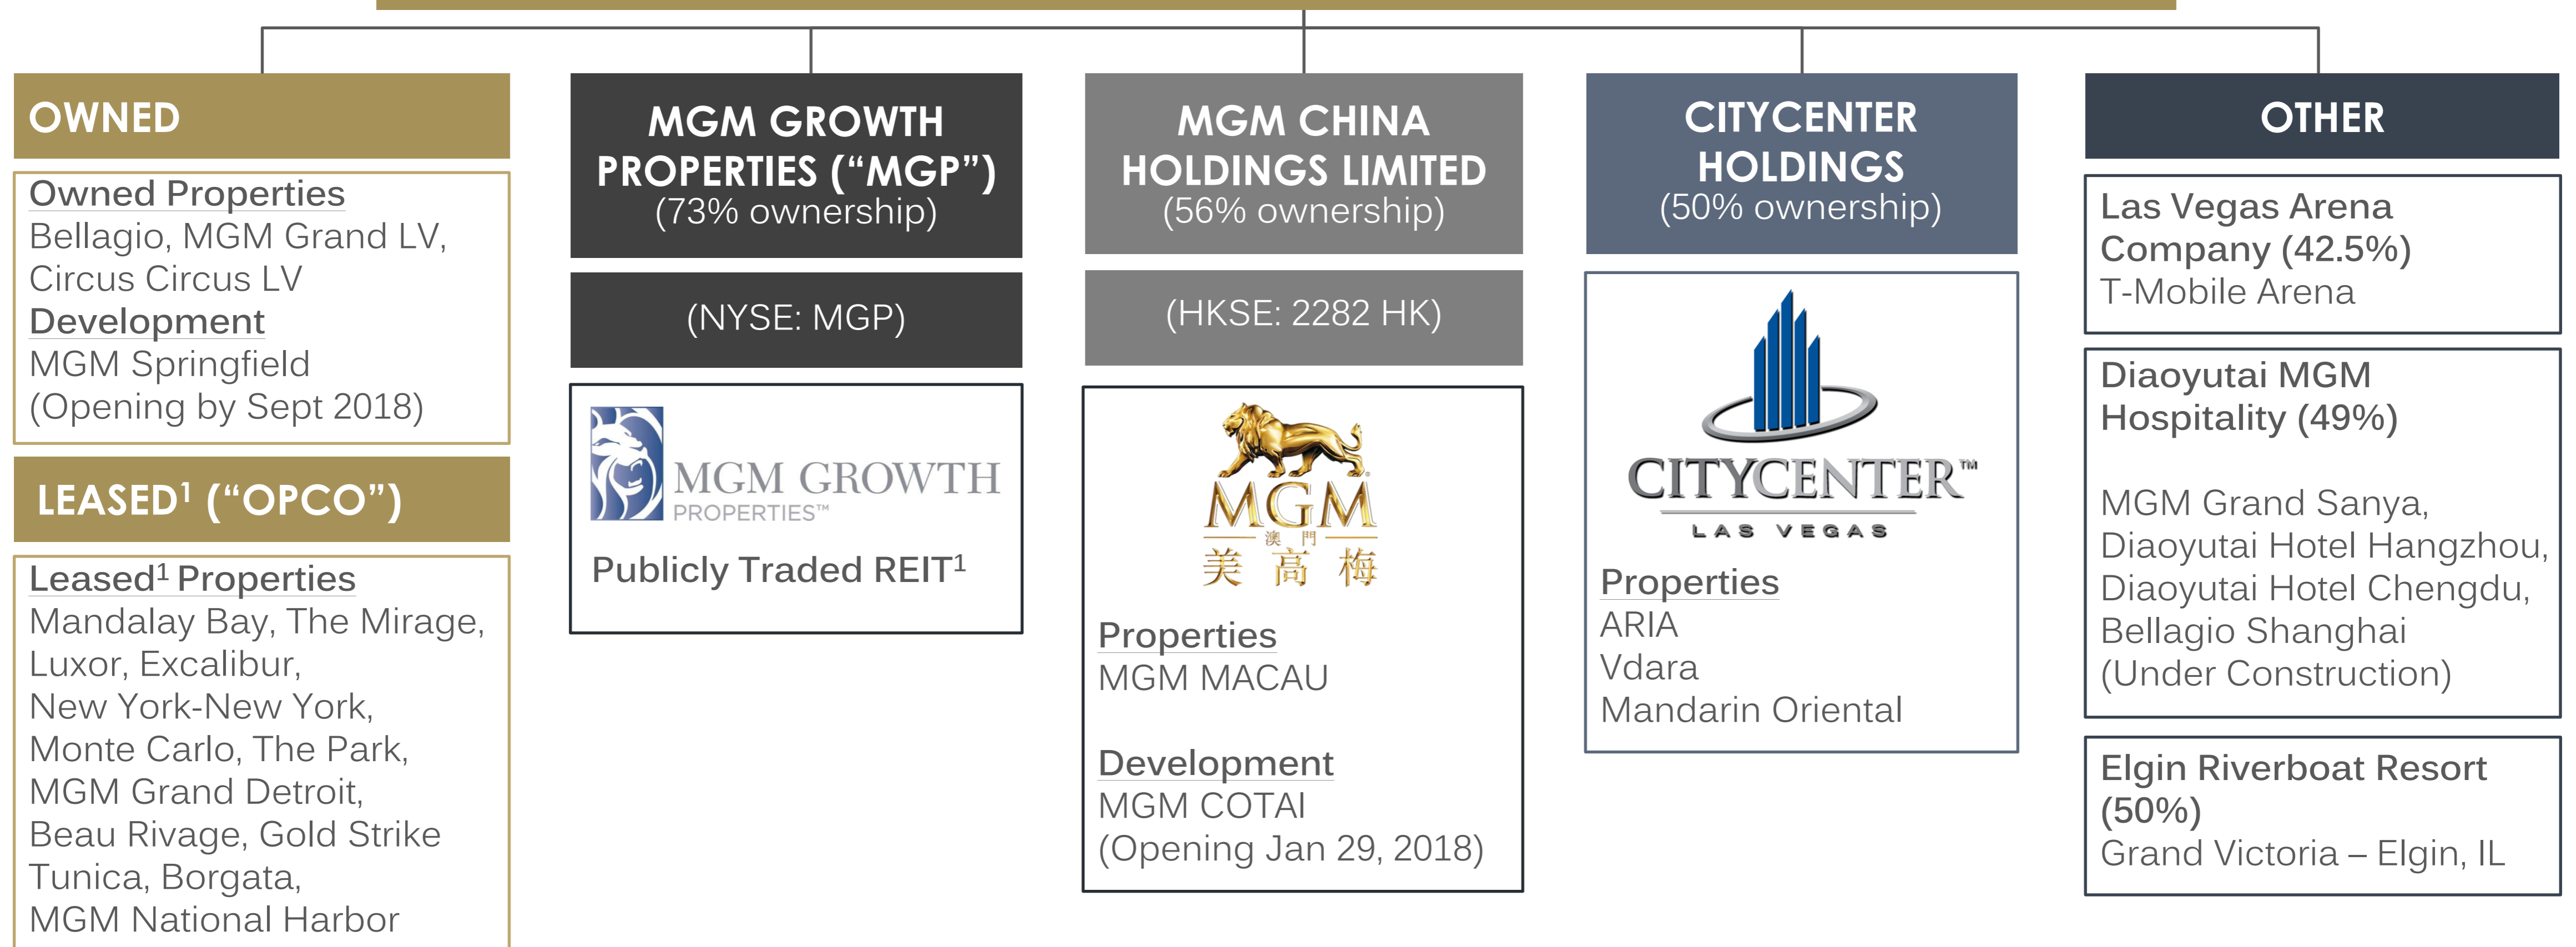 OWNED
Owned Properties
Bellagio, MGM Grand LV,
Circus Circus LV
Development
MGM Springfield
(Opening by Sept 2018)
LEASED¹ (“OPCO”)
Leased¹ Properties
Mandalay Bay, The Mirage,
Luxor, Excalibur,
New York-New York,
Monte Carlo, The Park,
MGM Grand Detroit,
Beau Rivage, Gold Strike
Tunica, Borgata,
MGM National Harbor
MGM GROWTH
PROPERTIES (“MGP”)
(73% ownership)
(NYSE: MGP)
MGM GROWTH
PROPERTIES™
Publicly Traded REIT¹
MGM CHINA
HOLDINGS LIMITED
(56% ownership)
(HKSE: 2282 HK)
MGM
澳門
美高梅
Properties
MGM MACAU
Development
MGM COTAI
(Opening Jan 29, 2018)
CITYCENTER
HOLDINGS
(50% ownership)
CITYCENTER™
LAS VEGAS
Properties
ARIA
Vdara
Mandarin Oriental
OTHER
Las Vegas Arena
Company (42.5%)
T-Mobile Arena
Diaoyutai MGM
Hospitality (49%)
MGM Grand Sanya,
Diaoyutai Hotel Hangzhou,
Diaoyutai Hotel Chengdu,
Bellagio Shanghai
(Under Construction)
Elgin Riverboat Resort
(50%)
Grand Victoria – Elgin, IL